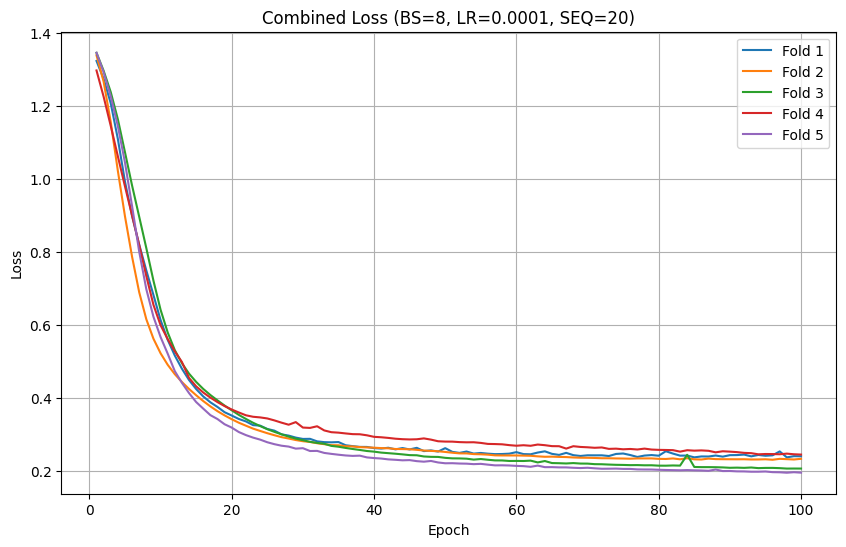 Combined Loss (BS=8, LR=0.0001, SEQ=20)
Loss
1.4
1.2
1.0
0.8
0.6
0.4
0.2
Fold 1
Fold 2
Fold 3
Fold 4
Fold 5
0 20 40 60 80 100
Epoch